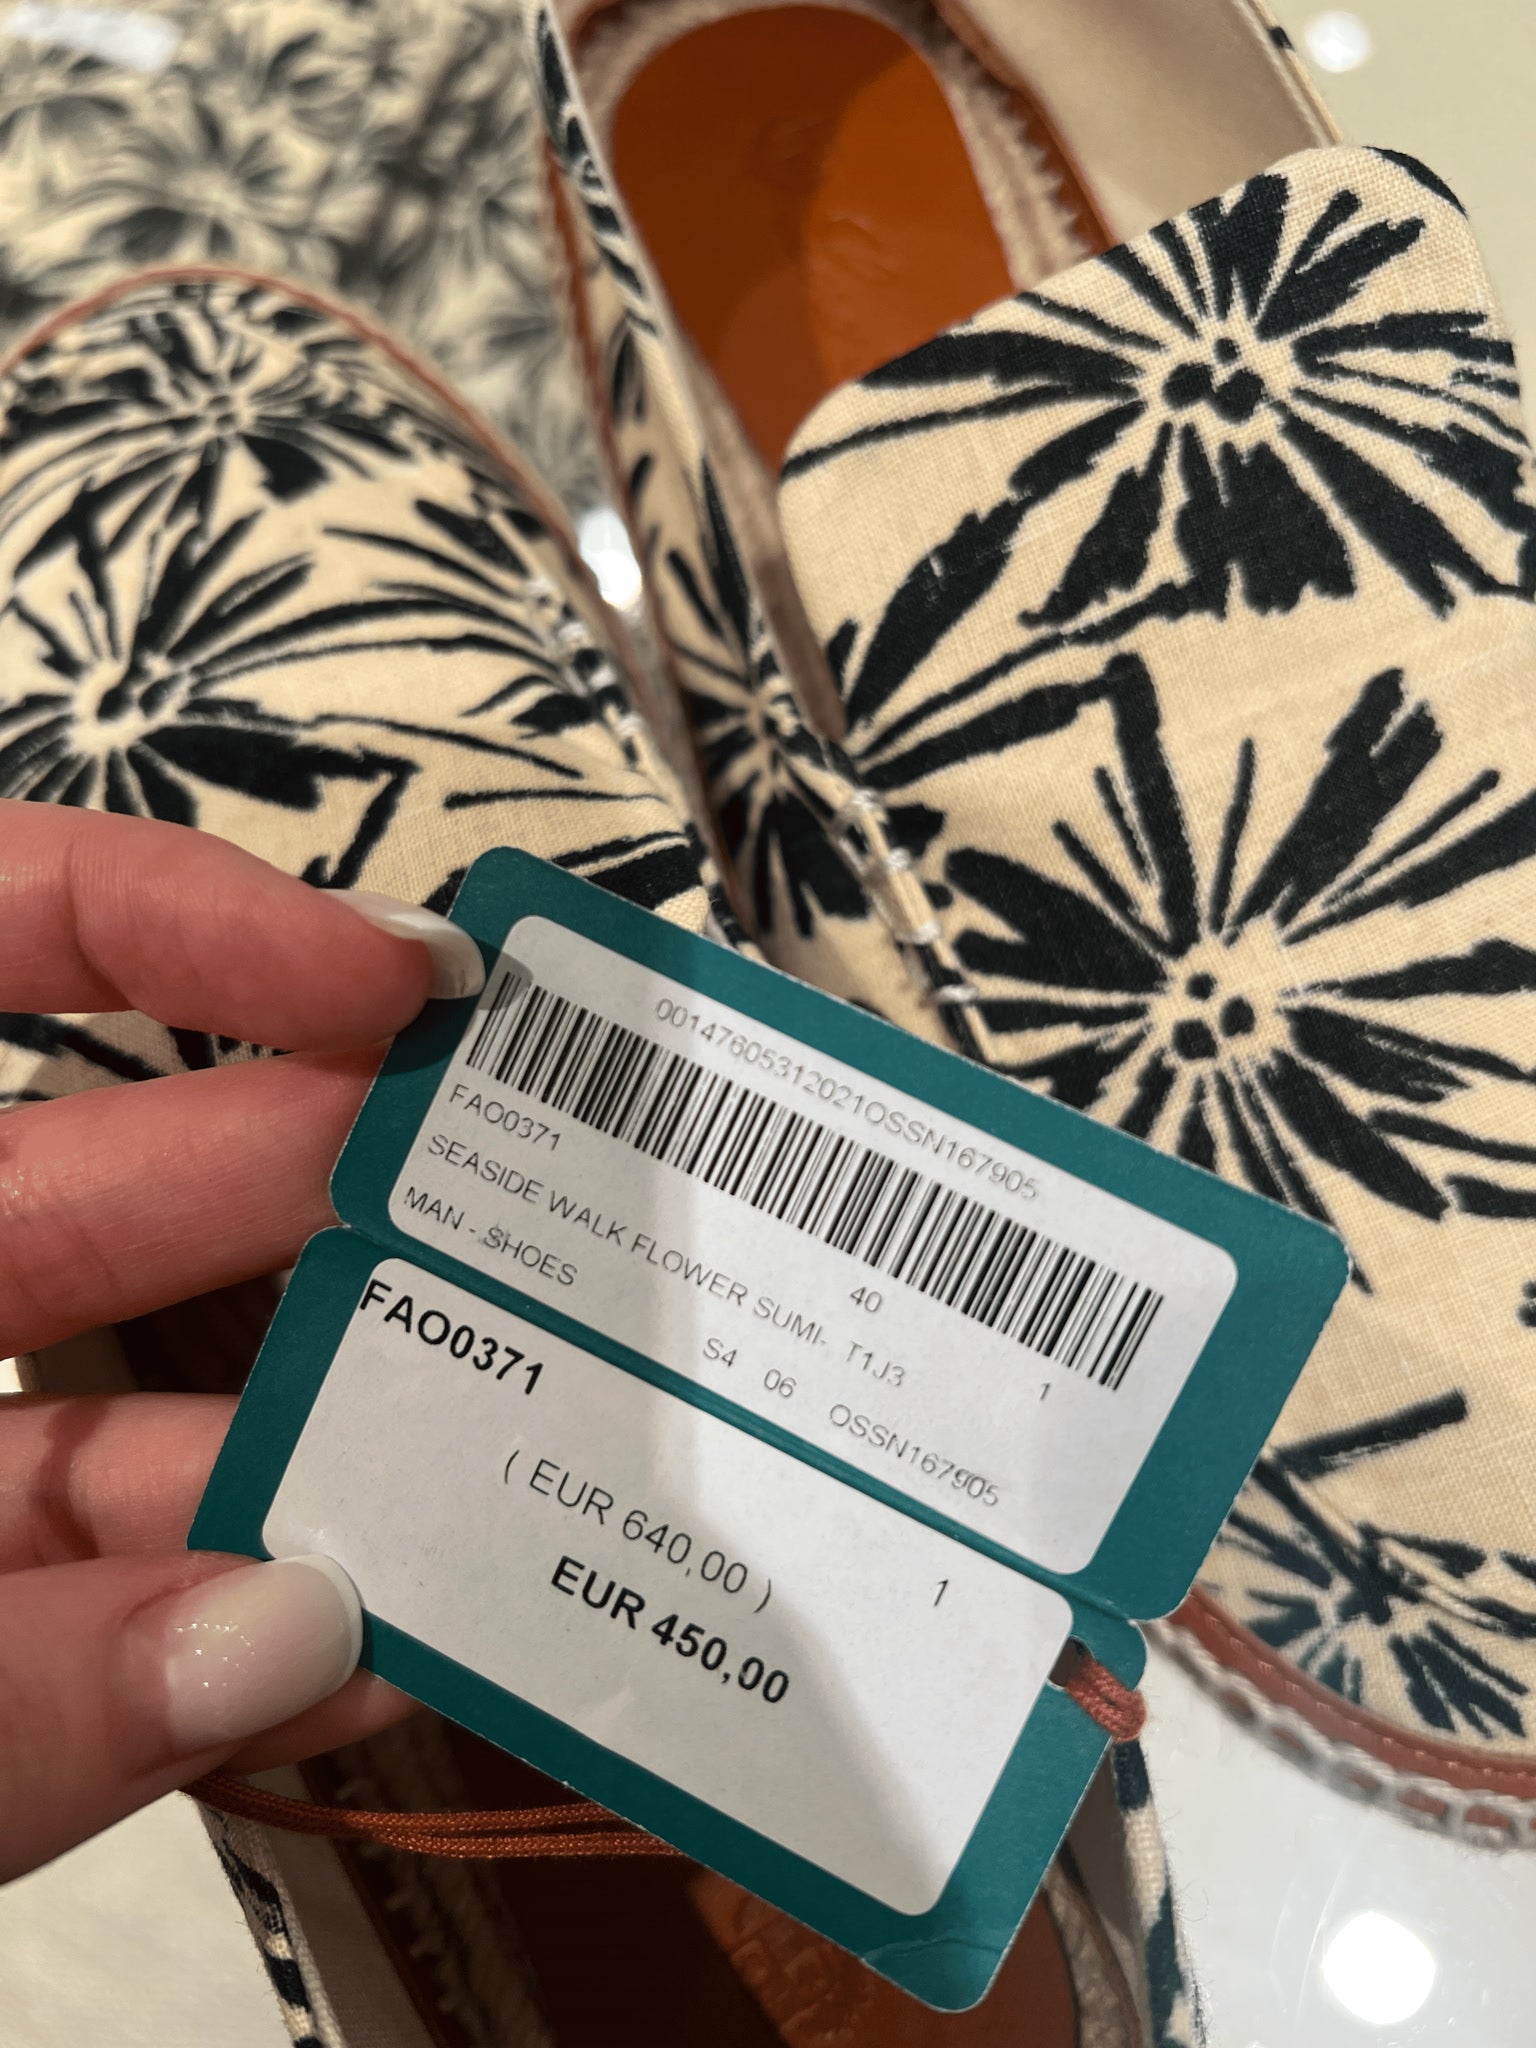 00147605312021OSSN167905
FAO0371 40 1
SEASIDE WALK FLOWER SUMI- T1J3
MAN - SHOES S4 06 OSSN167905
FAO0371
( EUR 640,00 ) 1
EUR 450,00